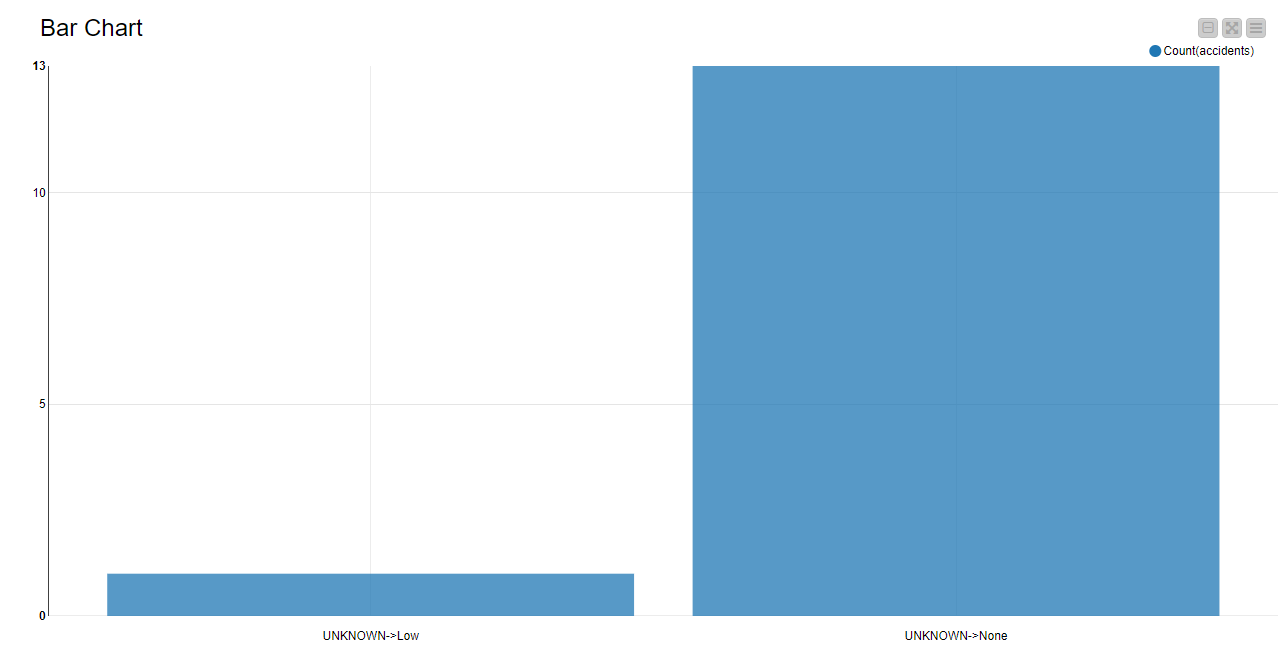 Bar Chart
Count(accidents)
13
10
5
0
UNKNOWN->Low
UNKNOWN->None